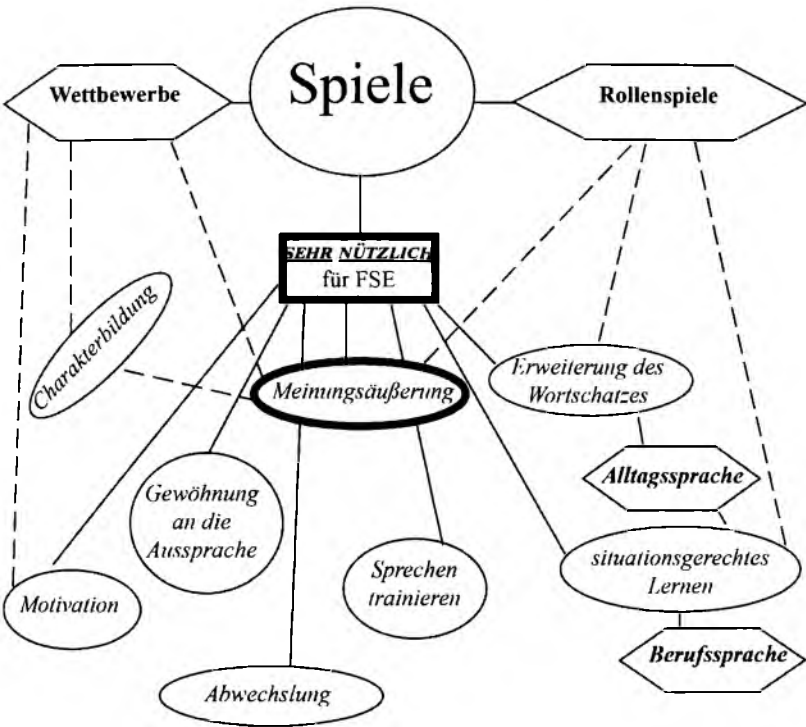 Spiele
Wettbewerbe
Rollenspiele
SEHR NÜTZLICH
für FSE
Charakterbildung
Meinungsäußerung
Erweiterung des
Wortschatzes
Alltagssprache
Gewöhnung
an die
Aussprache
situationsgerechtes
Lernen
Sprechen
trainieren
Motivation
Berufssprache
Abwechslung